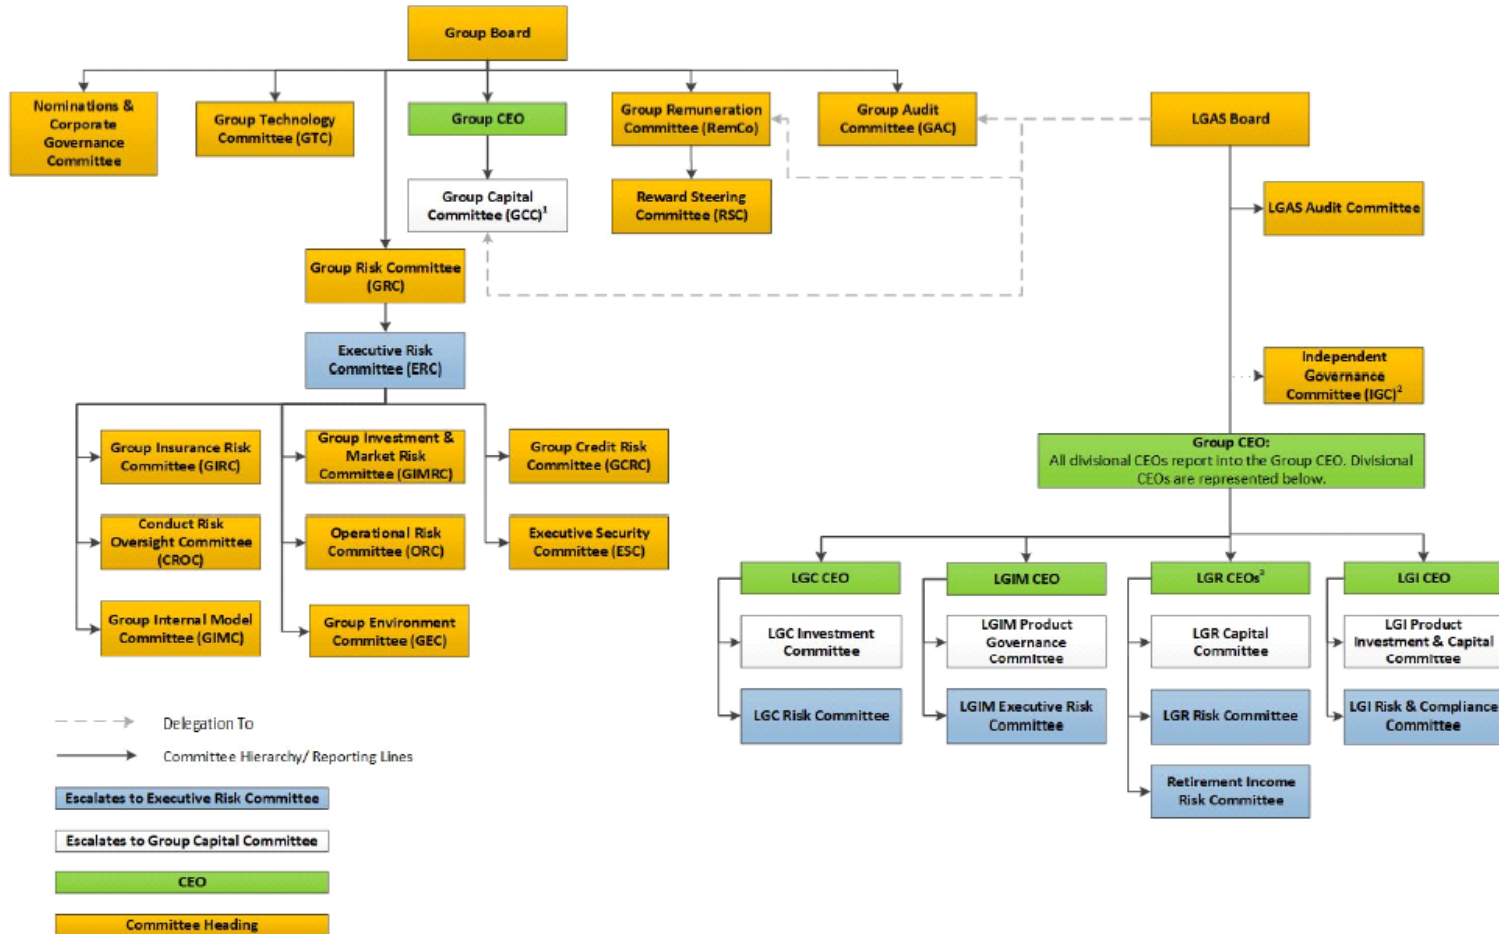 Group Board
Nominations &
Corporate
Governance
Committee
Group Technology
Committee (GTC)
Group CEO
Group Remuneration
Committee (RemCo)
Group Audit
Committee (GAC)
LGAS Board
Group Capital
Committee (GCC)¹
Reward Steering
Committee (RSC)
LGAS Audit Committee
Group Risk Committee
(GRC)
Executive Risk
Committee (ERC)
Independent
Governance
Committee (IGC)²
Group Insurance Risk
Committee (GIRC)
Group Investment &
Market Risk
Committee (GIMRC)
Group Credit Risk
Committee (GCRC)
Group CEO:
All divisional CEOs report into the Group CEO. Divisional
CEOs are represented below.
Conduct Risk
Oversight Committee
(CROC)
Operational Risk
Committee (ORC)
Executive Security
Committee (ESC)
Group Internal Model
Committee (GIMC)
Group Environment
Committee (GEC)
LGC CEO
LGIM CEO
LGR CEOs²
LGI CEO
LGC Investment
Committee
LGIM Product
Governance
Committee
LGR Capital
Committee
LGI Product
Investment & Capital
Committee
LGC Risk Committee
LGIM Executive Risk
Committee
LGR Risk Committee
LGI Risk & Compliance
Committee
Retirement Income
Risk Committee
Delegation To
Committee Hierarchy/ Reporting Lines
Escalates to Executive Risk Committee
Escalates to Group Capital Committee
CEO
Committee Heading